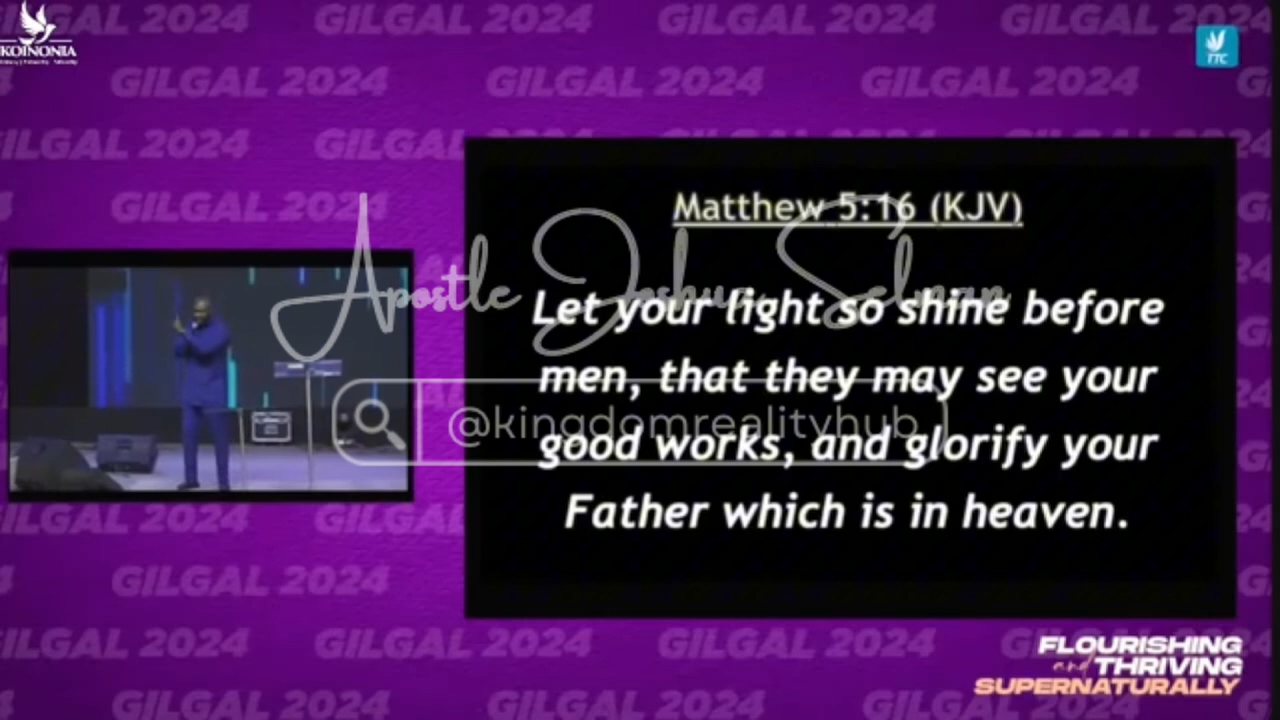 KOINONIA
TTC
GILGAL 2024
Matthew 5:16 (KJV)
Let your light so shine before
men, that they may see your
good works, and glorify your
Father which is in heaven.
Apostle Joshua Selman
@kingdomrealityhub
FLOURISHING
and THRIVING
SUPERNATURALLY